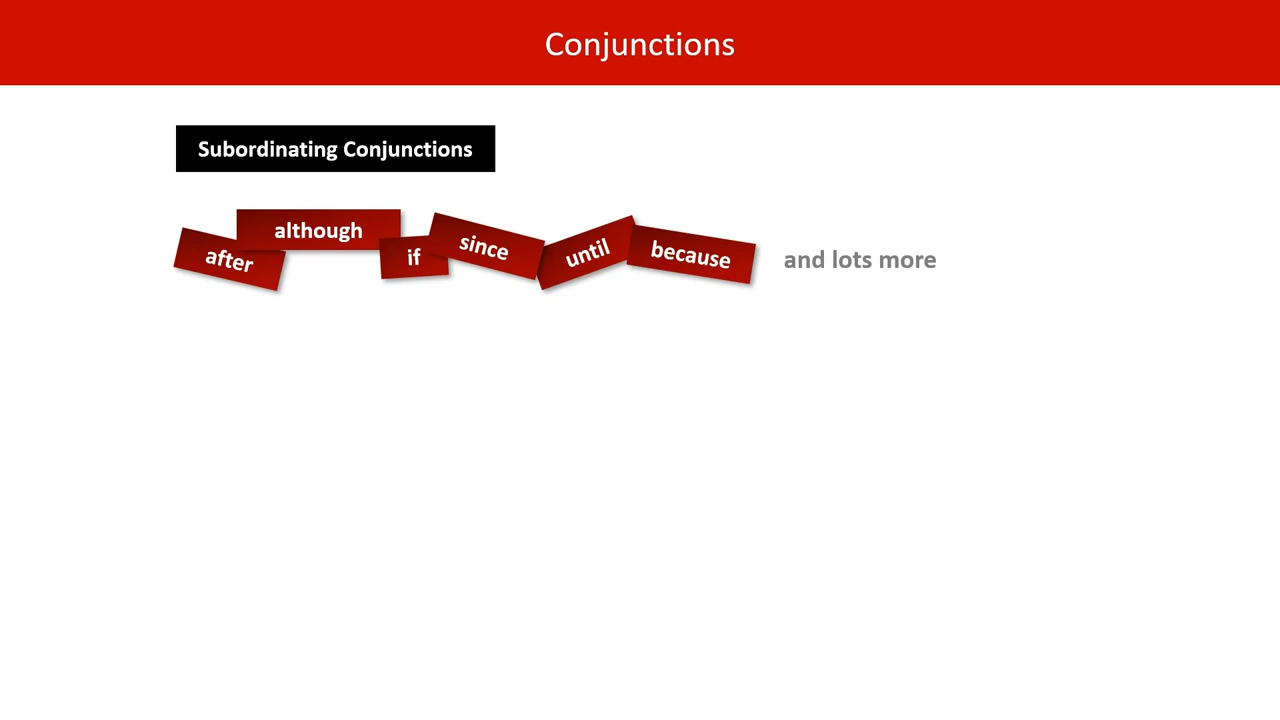 Conjunctions
Subordinating Conjunctions
after although if since until because and lots more